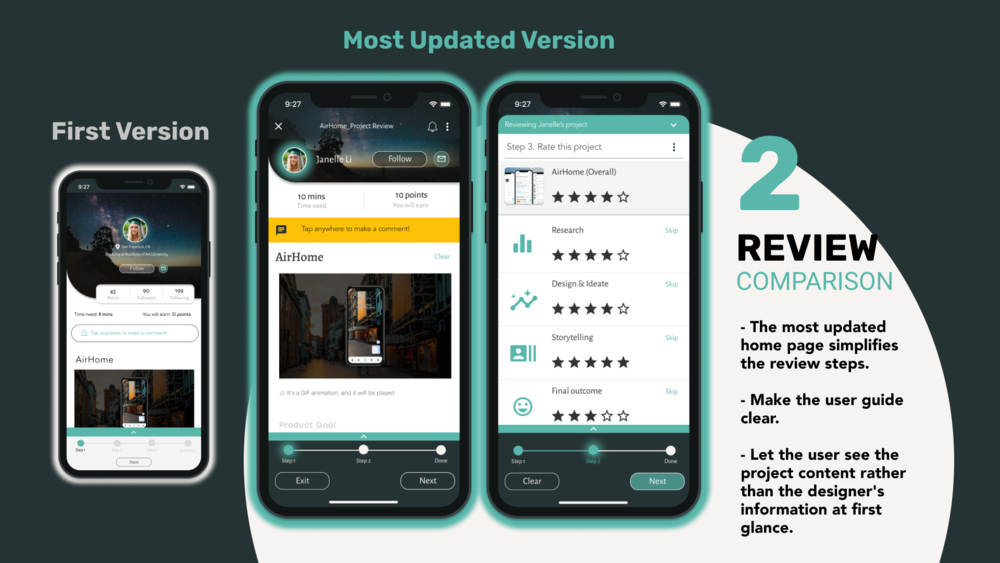 Most Updated Version
First Version
9:27
San Francisco, CA
Studying at Academy of Art University
Follow
45
90
199
Points
Followers
Following
Time need: 8 mins
You will earn: 10 points
Tab anywhere to make a comment!
AirHome
Step 1
Next
9:27
AirHome_Project Review
Janelle Li
Follow
10 mins
Time need
10 points
You will earn
Tap anywhere to make a comment!
AirHome
Clear
⚠ It's a GIF animation, and it will be played
Product Goal
Step 1
Step 2
Done
Exit
Next
9:27
Reviewing Janelle's project
Step 3. Rate this project
AirHome (Overall)
Research
Skip
Design & Ideate
Skip
Storytelling
Skip
Final outcome
Skip
Step 1
Step 2
Done
Clear
Next
2
REVIEW
COMPARISON
- The most updated
home page simplifies
the review steps.
- Make the user guide
clear.
- Let the user see the
project content rather
than the designer's
information at first
glance.